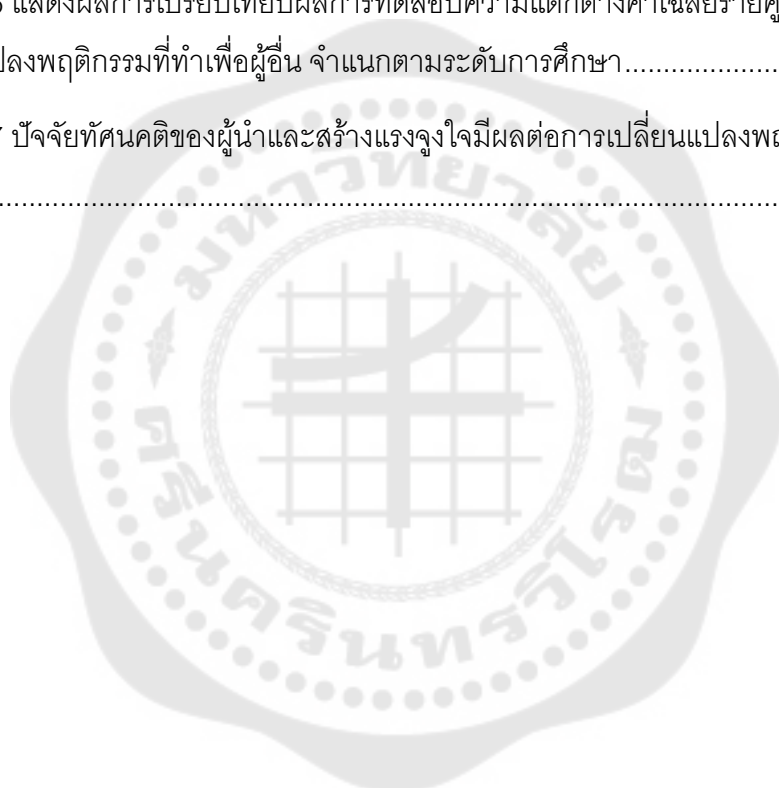 แสดงผลการเปรียบเทียบผลการทดสอบความแตกต่างค่าเฉลี่ยรายคู่
ปลงพฤติกรรมที่ทำเพื่อผู้อื่น จำแนกตามระดับการศึกษา....................
ปัจจัยทัศนคติของผู้นำและสร้างแรงจูงใจมีผลต่อการเปลี่ยนแปลงพฤ
มหาวิทยาลัย
ศรีนครินทรวิโรฒ